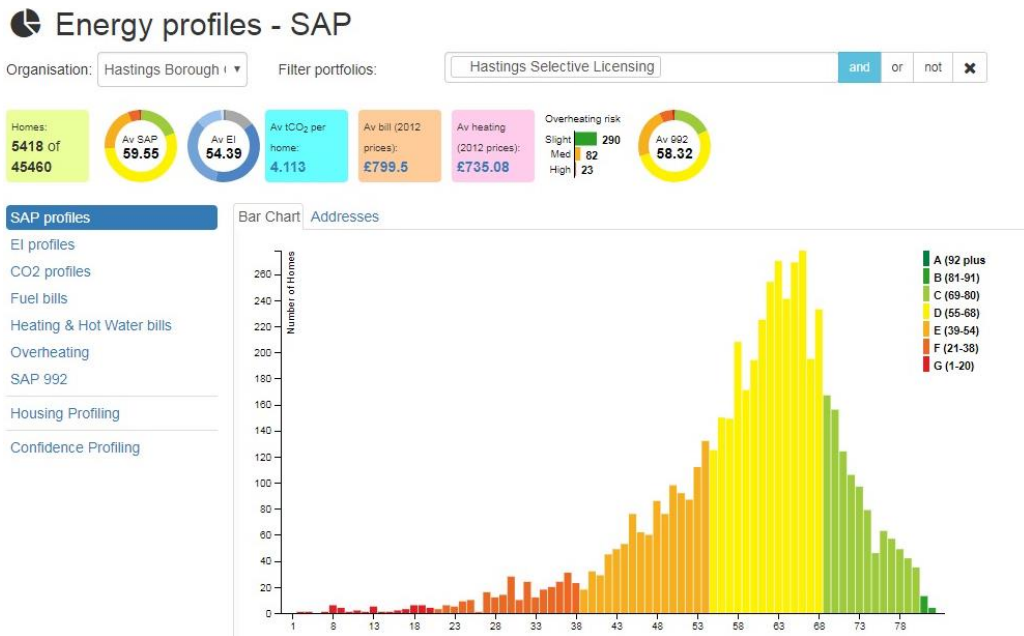 Energy profiles - SAP
Organisation: Hastings Borough ( ▾
Filter portfolios: Hastings Selective Licensing and or not ✖
Homes:
5418 of
45460
Av SAP
59.55
Av EI
54.39
Av tCO₂ per
home:
4.113
Av bill (2012
prices):
£799.5
Av heating
(2012 prices):
£735.08
Overheating risk
Slight 290
Med 82
High 23
Av 992
58.32
SAP profiles
EI profiles
CO2 profiles
Fuel bills
Heating & Hot Water bills
Overheating
SAP 992
Housing Profiling
Confidence Profiling
Bar Chart Addresses
Number of Homes
260
240
220
200
180
160
140
120
100
80
60
40
20
0
1 8 13 18 23 28 33 38 43 48 53 58 63 68 73 78
A (92 plus
B (81-91)
C (69-80)
D (55-68)
E (39-54)
F (21-38)
G (1-20)